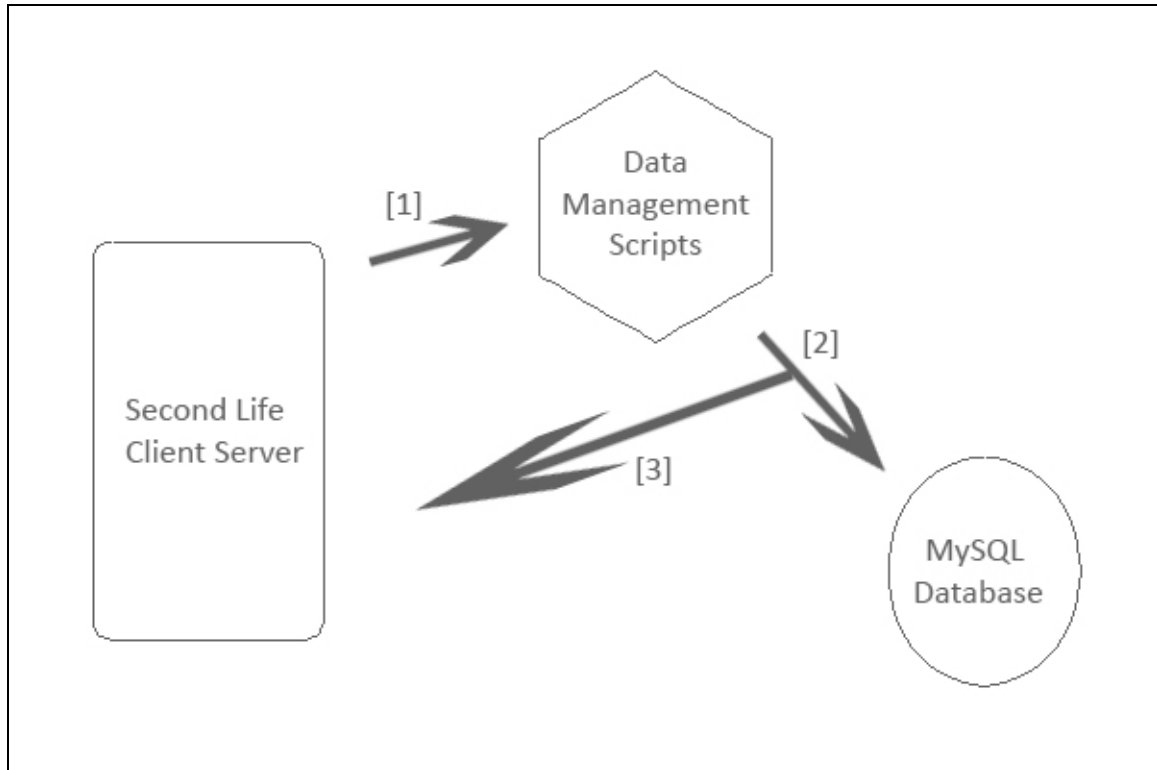 Data
Management
Scripts
[1]
[2]
Second Life
Client Server
[3]
MySQL
Database